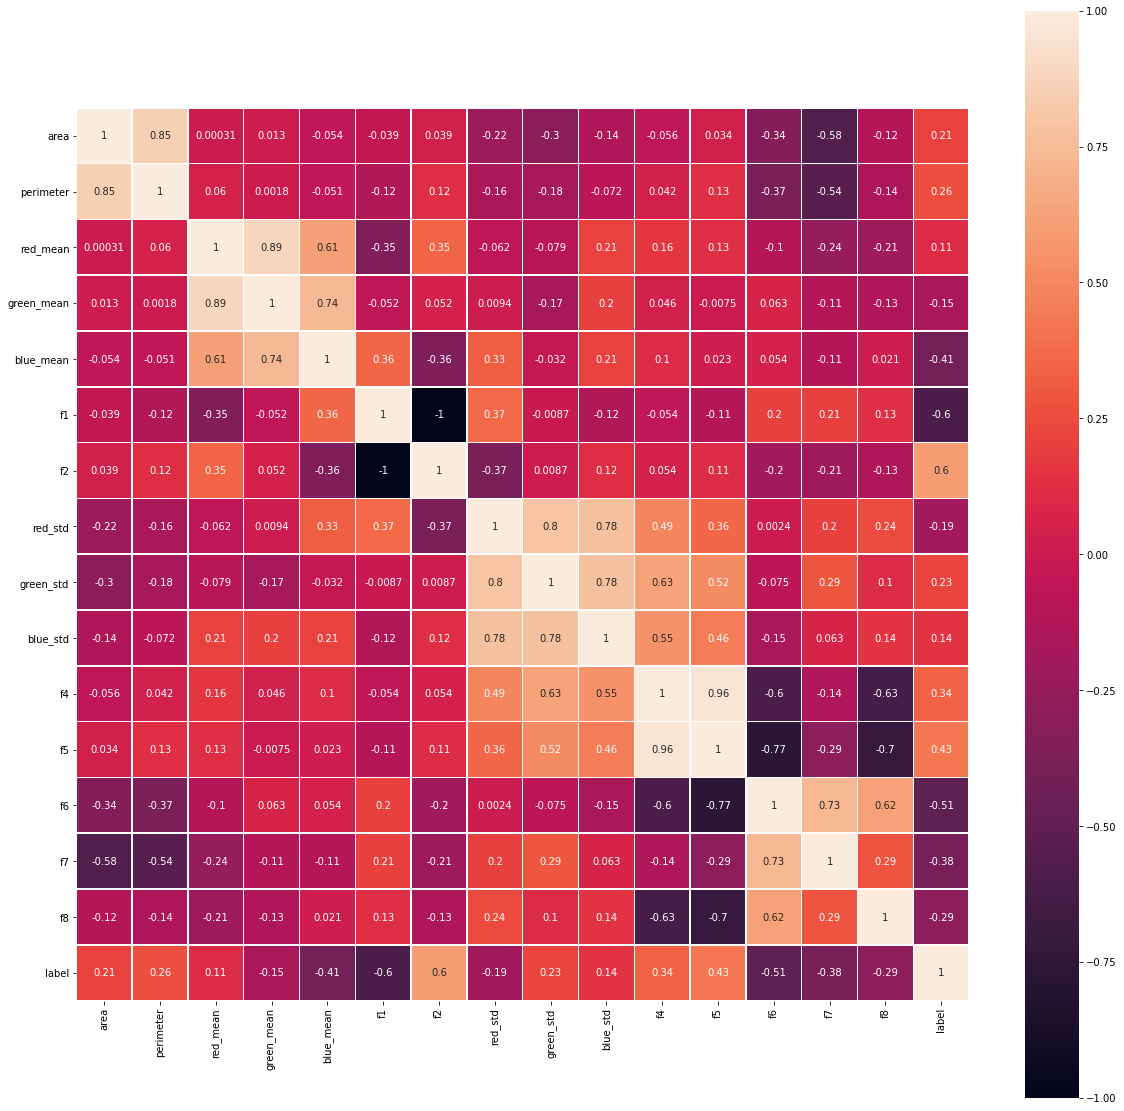 1.00
area 1 0.85 0.00031 0.013 -0.054 -0.039 0.039 -0.22 -0.3 -0.14 -0.056 0.034 -0.34 -0.58 -0.12 0.21
perimeter 0.85 1 0.06 0.0018 -0.051 -0.12 0.12 -0.16 -0.18 -0.072 0.042 0.13 -0.37 -0.54 -0.14 0.26
0.75
red_mean 0.00031 0.06 1 0.89 0.61 -0.35 0.35 -0.062 -0.079 0.21 0.16 0.13 -0.1 -0.24 -0.21 0.11
green_mean 0.013 0.0018 0.89 1 0.74 -0.052 0.052 0.0094 -0.17 0.2 0.046 -0.0075 0.063 -0.11 -0.13 -0.15
0.50
blue_mean -0.054 -0.051 0.61 0.74 1 0.36 -0.36 0.33 -0.032 0.21 0.1 0.023 0.054 -0.11 0.021 -0.41
f1 -0.039 -0.12 -0.35 -0.052 0.36 1 -1 0.37 -0.0087 -0.12 -0.054 -0.11 0.2 0.21 0.13 -0.6
0.25
f2 0.039 0.12 0.35 0.052 -0.36 -1 1 -0.37 0.0087 0.12 0.054 0.11 -0.2 -0.21 -0.13 0.6
red_std -0.22 -0.16 -0.062 0.0094 0.33 0.37 -0.37 1 0.8 0.78 0.49 0.36 0.0024 0.2 0.24 -0.19
0.00
green_std -0.3 -0.18 -0.079 -0.17 -0.032 -0.0087 0.0087 0.8 1 0.78 0.63 0.52 -0.075 0.29 0.1 0.23
blue_std -0.14 -0.072 0.21 0.2 0.21 -0.12 0.12 0.78 0.78 1 0.55 0.46 -0.15 0.063 0.14 0.14
−0.25
f4 -0.056 0.042 0.16 0.046 0.1 -0.054 0.054 0.49 0.63 0.55 1 0.96 -0.6 -0.14 -0.63 0.34
f5 0.034 0.13 0.13 -0.0075 0.023 -0.11 0.11 0.36 0.52 0.46 0.96 1 -0.77 -0.29 -0.7 0.43
f6 -0.34 -0.37 -0.1 0.063 0.054 0.2 -0.2 0.0024 -0.075 -0.15 -0.6 -0.77 1 0.73 0.62 -0.51
−0.50
f7 -0.58 -0.54 -0.24 -0.11 -0.11 0.21 -0.21 0.2 0.29 0.063 -0.14 -0.29 0.73 1 0.29 -0.38
f8 -0.12 -0.14 -0.21 -0.13 0.021 0.13 -0.13 0.24 0.1 0.14 -0.63 -0.7 0.62 0.29 1 -0.29
−0.75
label 0.21 0.26 0.11 -0.15 -0.41 -0.6 0.6 -0.19 0.23 0.14 0.34 0.43 -0.51 -0.38 -0.29 1
area perimeter red_mean green_mean blue_mean f1 f2 red_std green_std blue_std f4 f5 f6 f7 f8 label
−1.00